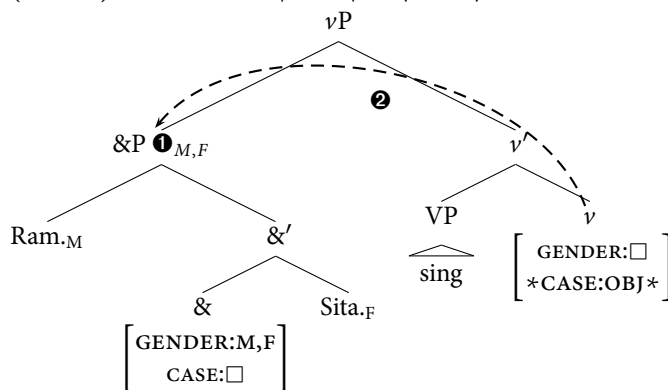 vP
❷
&P ❶M,F
v′
Ram.M
&′
VP
v
sing
GENDER:□
*CASE:OBJ*
&
Sita.F
GENDER:M,F
CASE:□